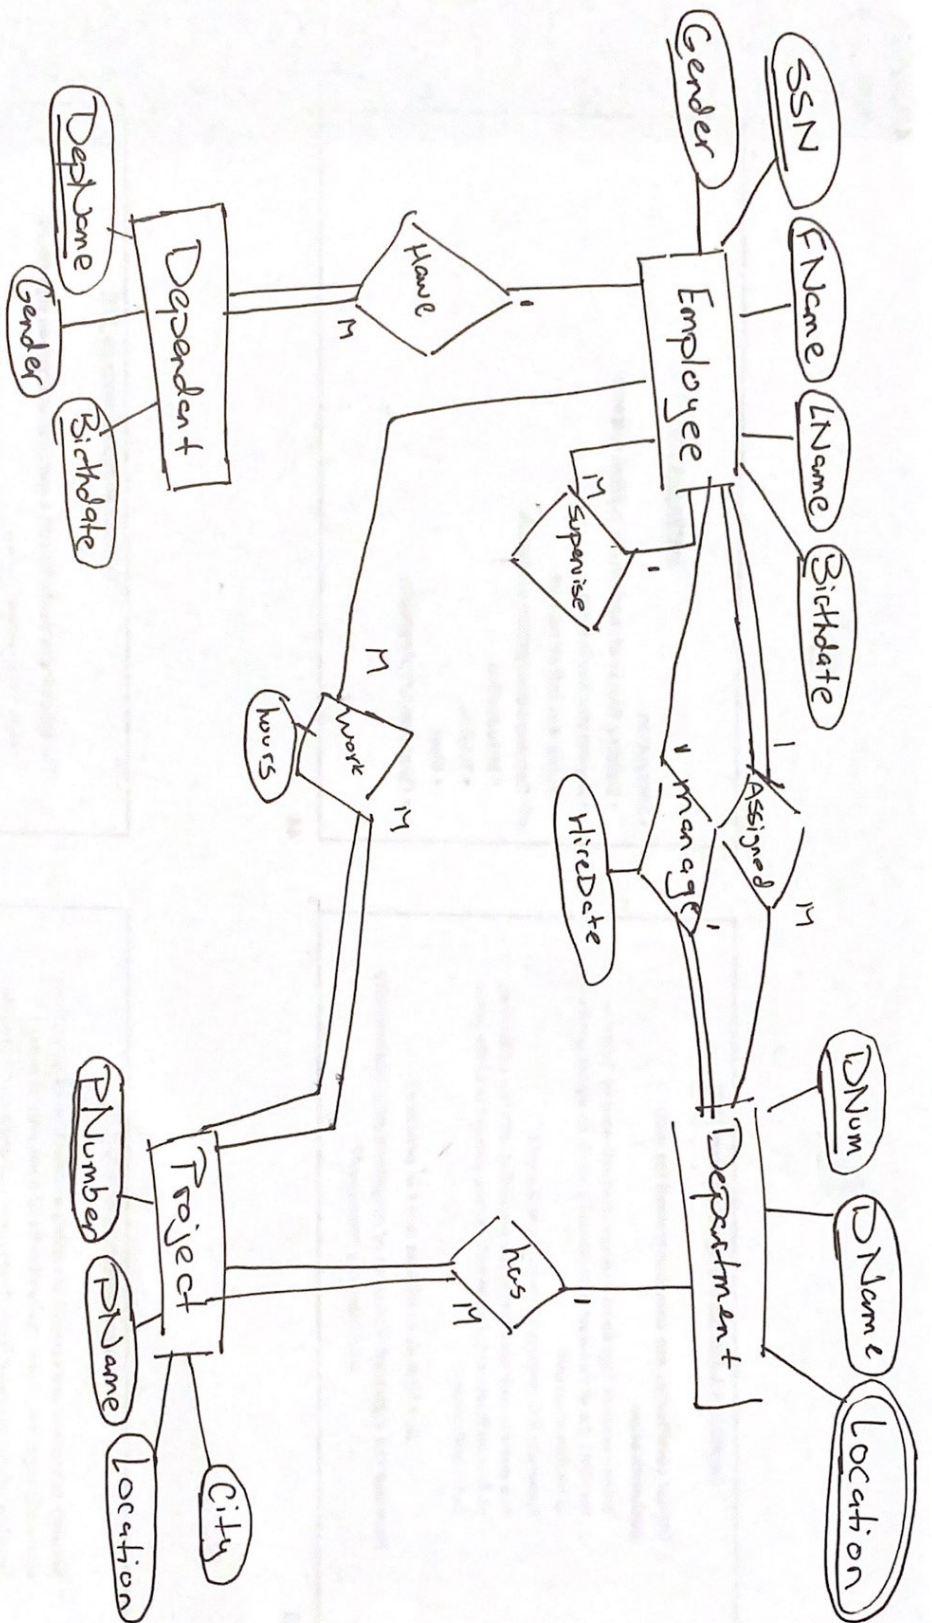 SSN
FName
LName
Birthdate
Gender
Employee
DNum
DName
Location
Department
1
Assigned
M
1
manage
1
HireDate
M
Supervise
1
1
Have
M
M
Work
M
hours
1
has
M
Dependent
DepName
Gender
Birthdate
Project
PNumber
PName
Location
City